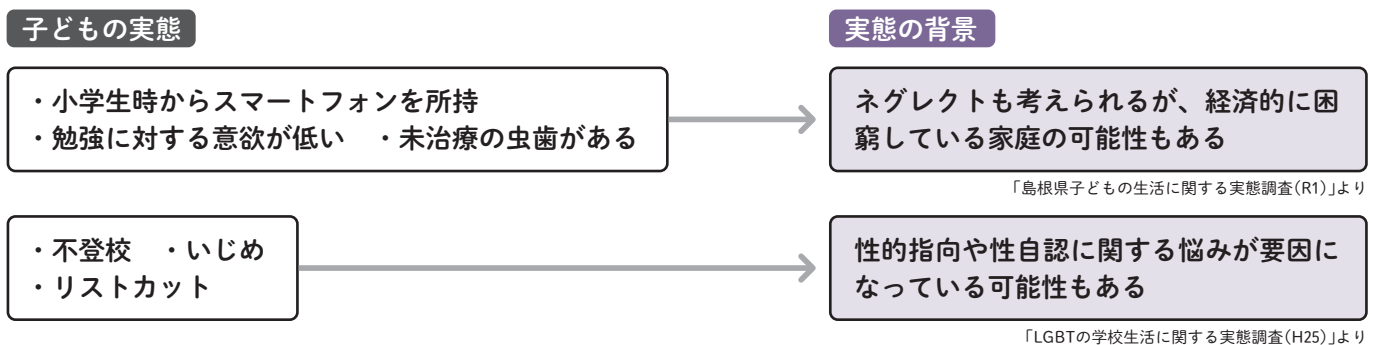 子どもの実態
実態の背景
・小学生時からスマートフォンを所持
・勉強に対する意欲が低い　・未治療の虫歯がある
ネグレクトも考えられるが、経済的に困
窮している家庭の可能性もある
「島根県子どもの生活に関する実態調査(R1)」より
・不登校　・いじめ
・リストカット
性的指向や性自認に関する悩みが要因に
なっている可能性もある
「LGBTの学校生活に関する実態調査(H25)」より